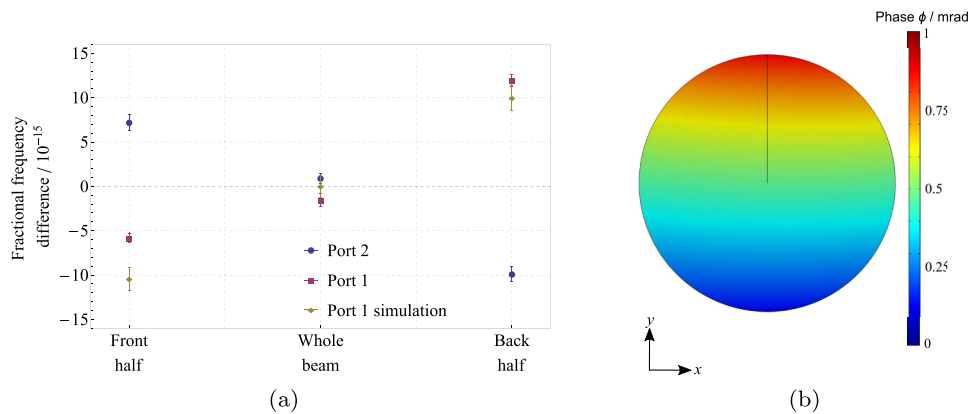 Fractional frequency
difference / 10⁻¹⁵
15
10
5
0
−5
−10
−15
Port 2
Port 1
Port 1 simulation
Front
half
Whole
beam
Back
half
(a)
Phase ϕ / mrad
1
0.75
0.5
0.25
0
y
x
(b)